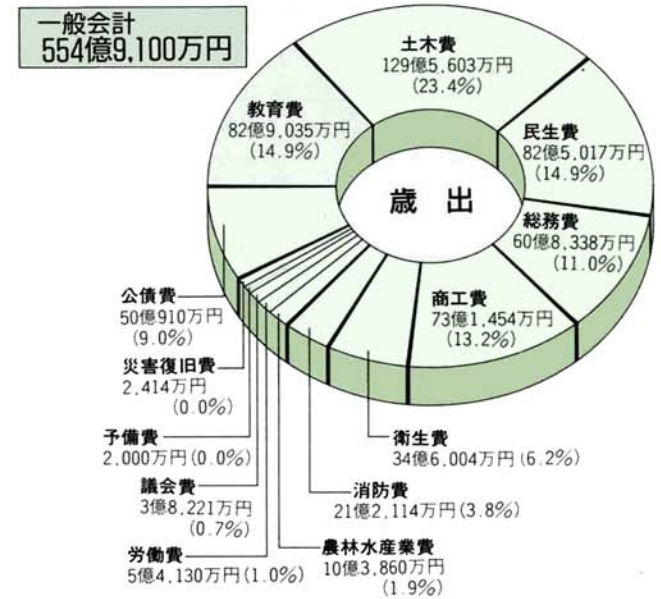 一般会計
554億9,100万円
土木費
129億5,603万円
(23.4%)
民生費
82億5,017万円
(14.9%)
総務費
60億8,338万円
(11.0%)
商工費
73億1,454万円
(13.2%)
衛生費
34億6,004万円(6.2%)
消防費
21億2,114万円(3.8%)
農林水産業費
10億3,860万円
(1.9%)
労働費
5億4,130万円(1.0%)
議会費
3億8,221万円
(0.7%)
予備費
2,000万円(0.0%)
災害復旧費
2,414万円
(0.0%)
公債費
50億910万円
(9.0%)
教育費
82億9,035万円
(14.9%)
歳出